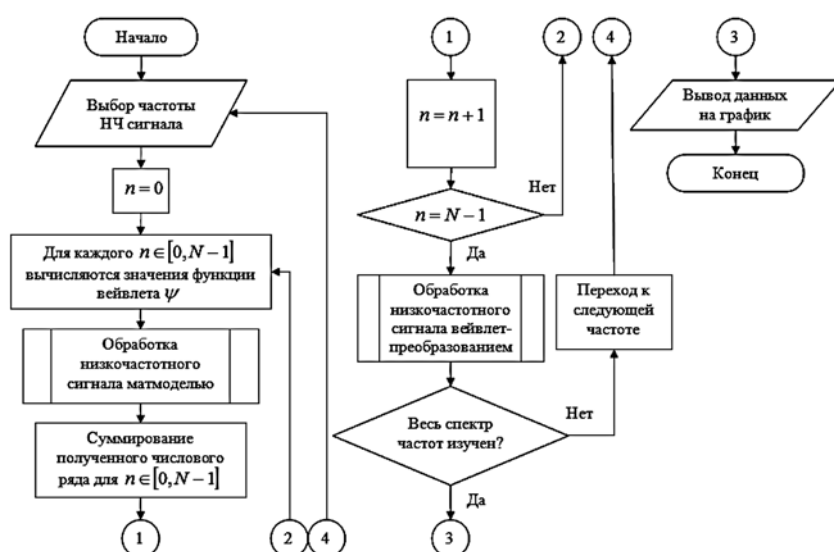 Начало
Выбор частоты
НЧ сигнала
n = 0
Для каждого n ∈ [0, N − 1]
вычисляются значения функции
вейвлета ψ
Обработка
низкочастотного
сигнала матмоделью
Суммирование
полученного числового
ряда для n ∈ [0, N − 1]
1
2
4
1
n = n + 1
n = N − 1
Нет
2
Да
Обработка
низкочастотного
сигнала вейвлет-
преобразованием
Весь спектр
частот изучен?
Нет
Да
3
4
Переход к
следующей
частоте
3
Вывод данных
на график
Конец